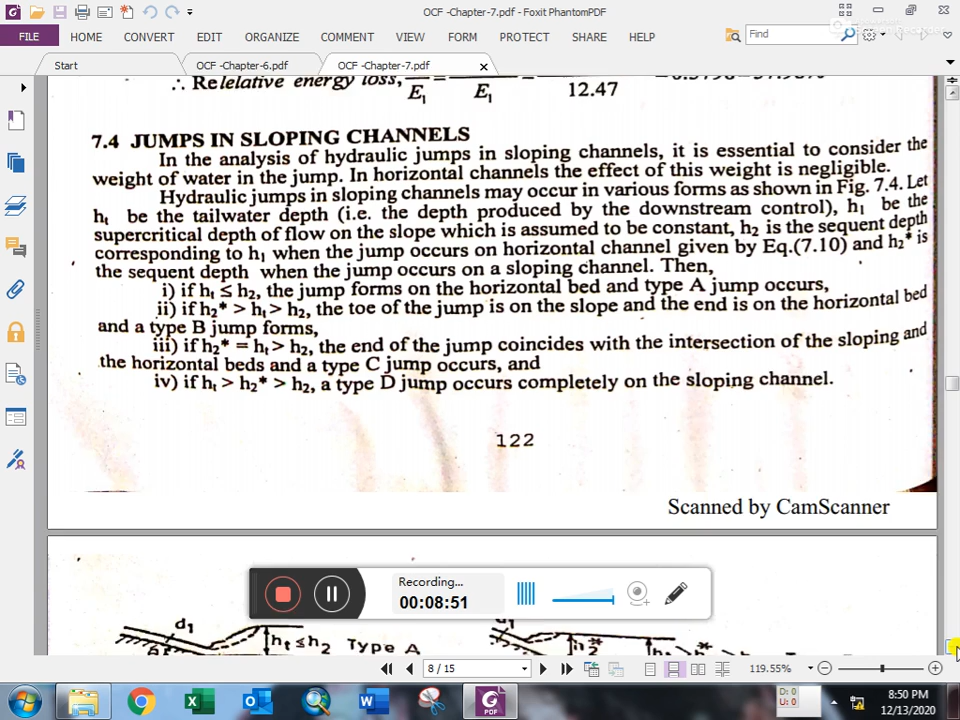 OCF -Chapter-7.pdf - Foxit PhantomPDF
FILE HOME CONVERT EDIT ORGANIZE COMMENT VIEW FORM PROTECT SHARE HELP Find
Start OCF -Chapter-6.pdf OCF -Chapter-7.pdf
∴ Relelative energy loss, E₁ = E₁ = 12.47
7.4 JUMPS IN SLOPING CHANNELS
In the analysis of hydraulic jumps in sloping channels, it is essential to consider the
weight of water in the jump. In horizontal channels the effect of this weight is negligible.
Hydraulic jumps in sloping channels may occur in various forms as shown in Fig. 7.4. Let
hₜ be the tailwater depth (i.e. the depth produced by the downstream control), h₁ be the
supercritical depth of flow on the slope which is assumed to be constant, h₂ is the sequent depth
corresponding to h₁ when the jump occurs on horizontal channel given by Eq.(7.10) and h₂* is
the sequent depth when the jump occurs on a sloping channel. Then,
i) if hₜ ≤ h₂, the jump forms on the horizontal bed and type A jump occurs,
ii) if h₂* > hₜ > h₂, the toe of the jump is on the slope and the end is on the horizontal bed
and a type B jump forms,
iii) if h₂* = hₜ > h₂, the end of the jump coincides with the intersection of the sloping and
the horizontal beds and a type C jump occurs, and
iv) if hₜ > h₂* > h₂, a type D jump occurs completely on the sloping channel.
122
Scanned by CamScanner
Recording...
00:08:51
d₁ hₜ ≤ h₂ TYPE A h₂*
8 / 15 119.55%
D: 0
U: 0
8:50 PM
12/13/2020